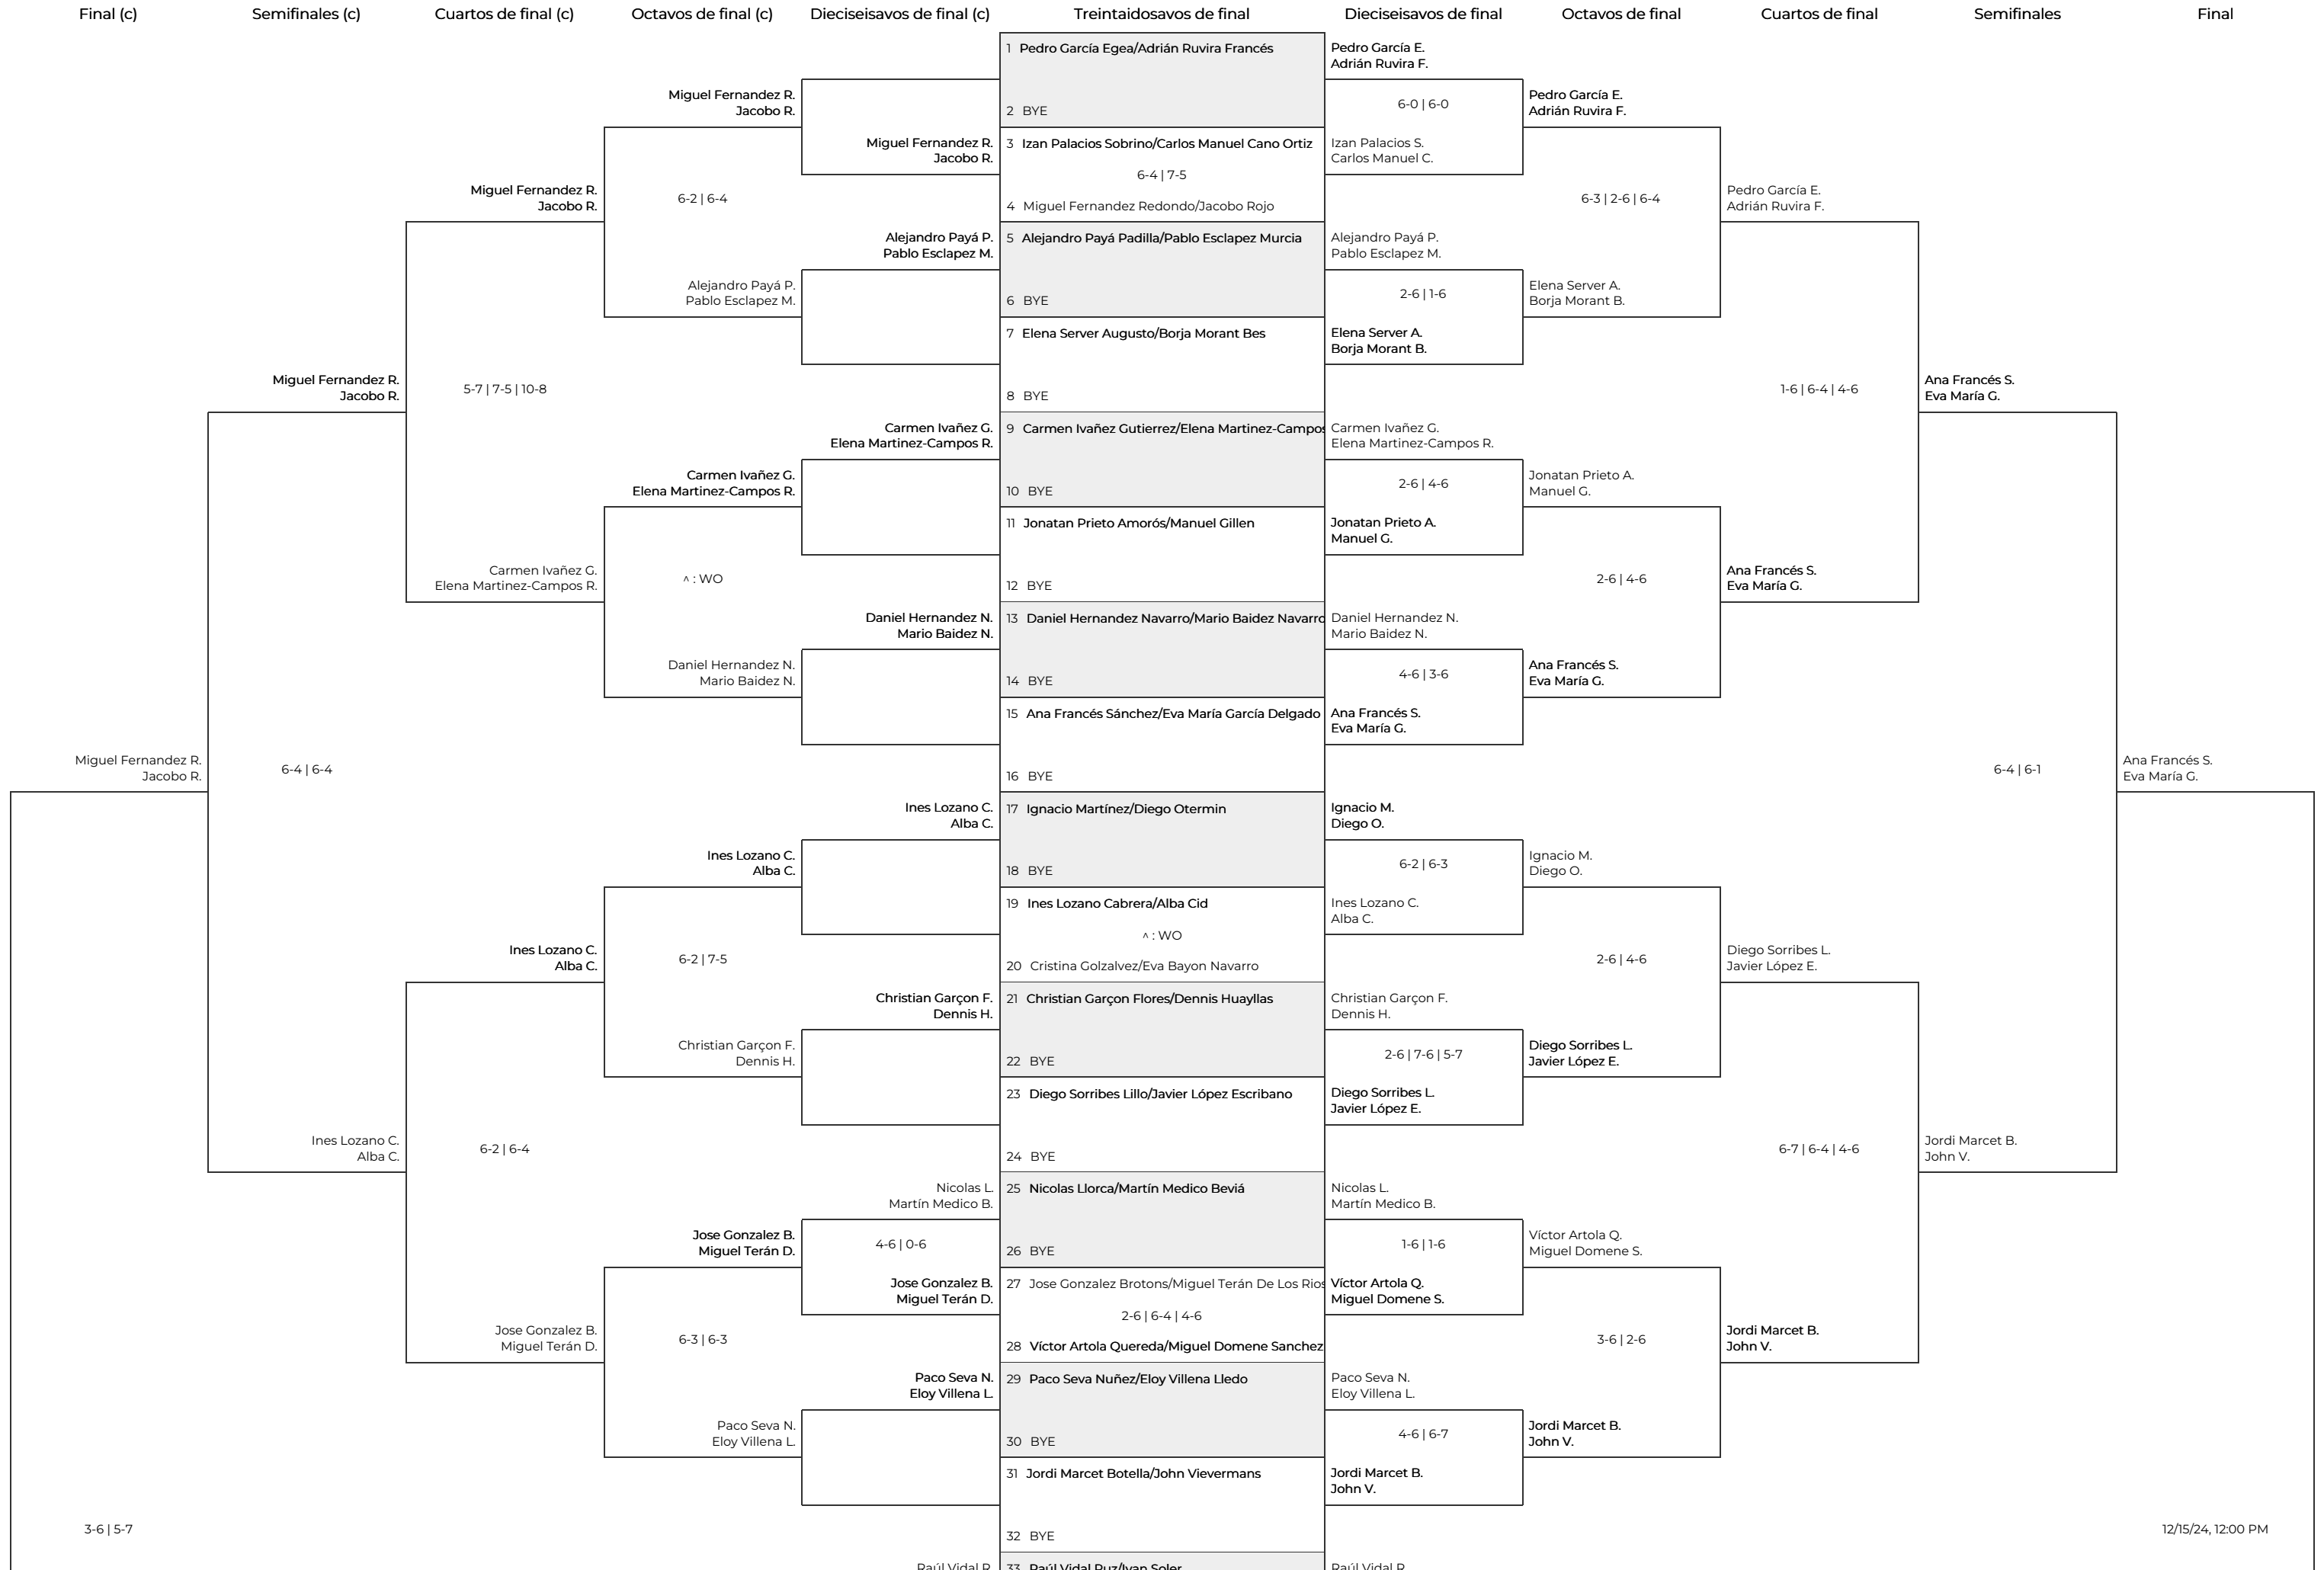 Final (c) Semifinales (c) Cuartos de final (c) Octavos de final (c) Dieciseisavos de final (c) Treintaidosavos de final Dieciseisavos de final Octavos de final Cuartos de final Semifinales Final
1 Pedro García Egea/Adrián Ruvira Francés Pedro García E.
Adrián Ruvira F.
Miguel Fernandez R. Pedro García E.
Jacobo R. 2 BYE 6-0 | 6-0 Adrián Ruvira F.
Miguel Fernandez R. 3 Izan Palacios Sobrino/Carlos Manuel Cano Ortiz Izan Palacios S.
Jacobo R. Carlos Manuel C.
6-4 | 7-5
Miguel Fernandez R. 6-2 | 6-4 6-3 | 2-6 | 6-4 Pedro García E.
Jacobo R. 4 Miguel Fernandez Redondo/Jacobo Rojo Adrián Ruvira F.
Alejandro Payá P. 5 Alejandro Payá Padilla/Pablo Esclapez Murcia Alejandro Payá P.
Pablo Esclapez M. Pablo Esclapez M.
Alejandro Payá P. 2-6 | 1-6 Elena Server A.
Pablo Esclapez M. 6 BYE Borja Morant B.
7 Elena Server Augusto/Borja Morant Bes Elena Server A.
Borja Morant B.
Miguel Fernandez R. 5-7 | 7-5 | 10-8 1-6 | 6-4 | 4-6 Ana Francés S.
Jacobo R. 8 BYE Eva María G.
Carmen Ivañez G. 9 Carmen Ivañez Gutierrez/Elena Martinez-Campos Carmen Ivañez G.
Elena Martinez-Campos R. Elena Martinez-Campos R.
Carmen Ivañez G. 2-6 | 4-6 Jonatan Prieto A.
Elena Martinez-Campos R. 10 BYE Manuel G.
11 Jonatan Prieto Amorós/Manuel Gillen Jonatan Prieto A.
Manuel G.
Carmen Ivañez G. ^ : WO 2-6 | 4-6 Ana Francés S.
Elena Martinez-Campos R. 12 BYE Eva María G.
Daniel Hernandez N. 13 Daniel Hernandez Navarro/Mario Baidez Navarro Daniel Hernandez N.
Mario Baidez N. Mario Baidez N.
Daniel Hernandez N. 4-6 | 3-6 Ana Francés S.
Mario Baidez N. 14 BYE Eva María G.
15 Ana Francés Sánchez/Eva María García Delgado Ana Francés S.
Eva María G.
Miguel Fernandez R. 6-4 | 6-4 6-4 | 6-1 Ana Francés S.
Jacobo R. 16 BYE Eva María G.
Ines Lozano C. 17 Ignacio Martínez/Diego Otermin Ignacio M.
Alba C. Diego O.
Ines Lozano C. 6-2 | 6-3 Ignacio M.
Alba C. 18 BYE Diego O.
19 Ines Lozano Cabrera/Alba Cid Ines Lozano C.
Alba C.
^ : WO
Ines Lozano C. 6-2 | 7-5 2-6 | 4-6 Diego Sorribes L.
Alba C. 20 Cristina Golzalvez/Eva Bayon Navarro Javier López E.
Christian Garçon F. 21 Christian Garçon Flores/Dennis Huayllas Christian Garçon F.
Dennis H. Dennis H.
Christian Garçon F. 2-6 | 7-6 | 5-7 Diego Sorribes L.
Dennis H. 22 BYE Javier López E.
23 Diego Sorribes Lillo/Javier López Escribano Diego Sorribes L.
Javier López E.
Ines Lozano C. 6-2 | 6-4 6-7 | 6-4 | 4-6 Jordi Marcet B.
Alba C. 24 BYE John V.
Nicolas L. 25 Nicolas Llorca/Martín Medico Beviá Nicolas L.
Martín Medico B. Martín Medico B.
Jose Gonzalez B. 4-6 | 0-6 1-6 | 1-6 Víctor Artola Q.
Miguel Terán D. 26 BYE Miguel Domene S.
Jose Gonzalez B. 27 Jose Gonzalez Brotons/Miguel Terán De Los Rios Víctor Artola Q.
Miguel Terán D. Miguel Domene S.
2-6 | 6-4 | 4-6
Jose Gonzalez B. 6-3 | 6-3 3-6 | 2-6 Jordi Marcet B.
Miguel Terán D. 28 Víctor Artola Quereda/Miguel Domene Sanchez John V.
Paco Seva N. 29 Paco Seva Nuñez/Eloy Villena Lledo Paco Seva N.
Eloy Villena L. Eloy Villena L.
Paco Seva N. 4-6 | 6-7 Jordi Marcet B.
Eloy Villena L. 30 BYE John V.
31 Jordi Marcet Botella/John Vievermans Jordi Marcet B.
John V.
3-6 | 5-7 32 BYE 12/15/24, 12:00 PM
Raúl Vidal R. 33 Raúl Vidal Ruz/Ivan Soler Raúl Vidal R.